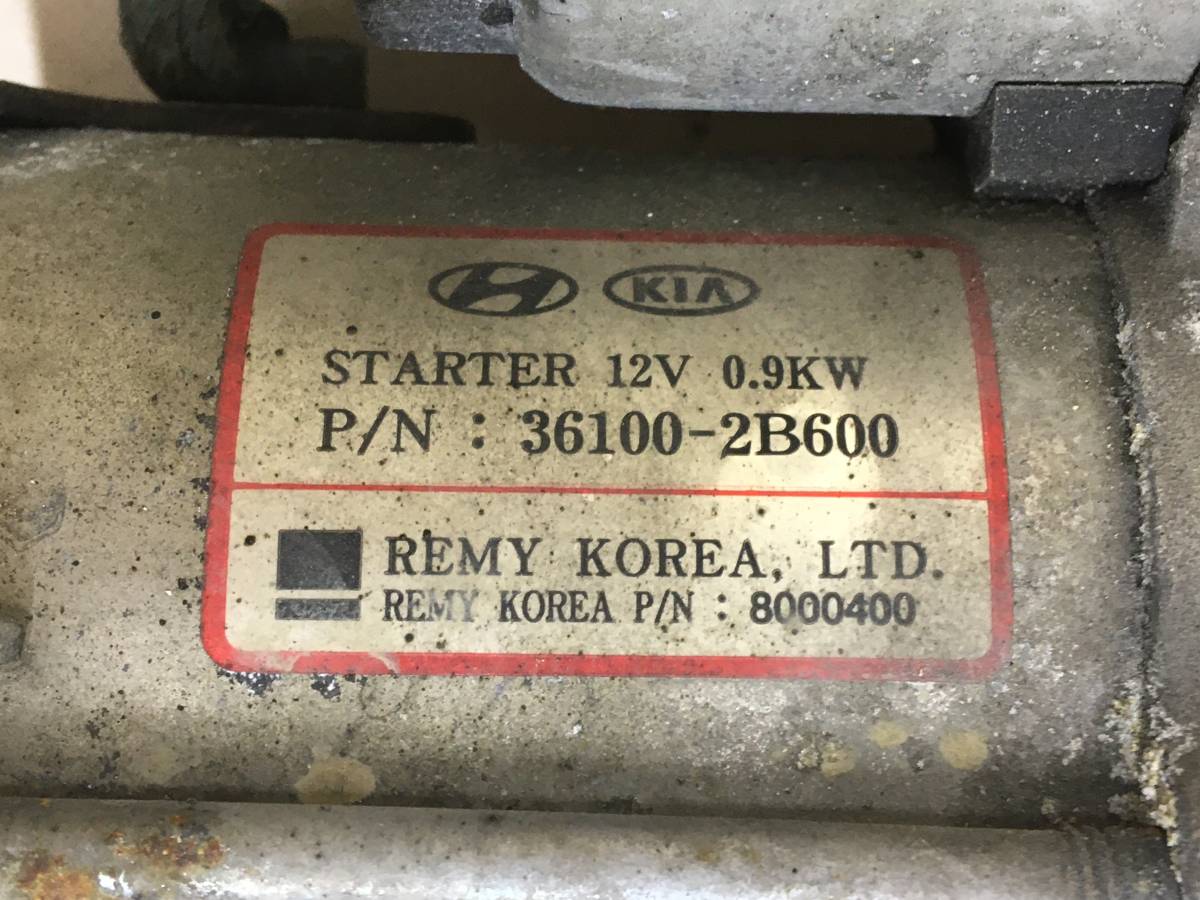 KIA
STARTER 12V 0.9KW
P/N : 36100-2B600
REMY KOREA, LTD.
REMY KOREA P/N : 8000400